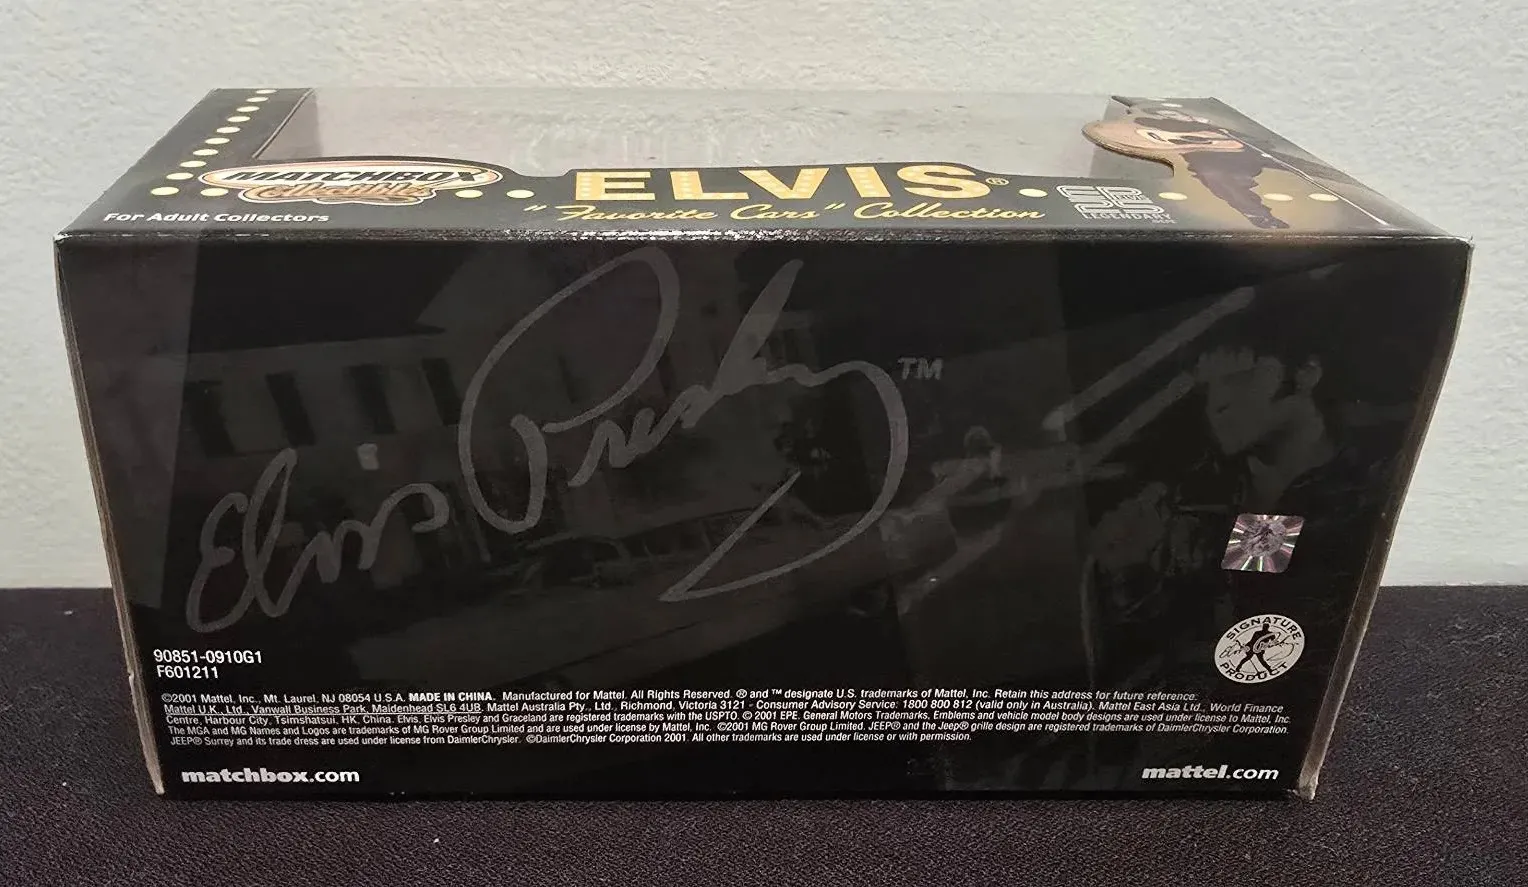 MATCHBOX
Collectibles
For Adult Collectors
ELVIS®
"Favorite Cars" Collection
LEGENDARY
Elvis Presley™
SIGNATURE
Elvis Presley
PRODUCT
90851-0910G1
F601211
©2001 Mattel, Inc., Mt. Laurel, NJ 08054 U.S.A. MADE IN CHINA. Manufactured for Mattel. All Rights Reserved. ® and ™ designate U.S. trademarks of Mattel, Inc. Retain this address for future reference:
Mattel U.K., Ltd., Vanwall Business Park, Maidenhead SL6 4UB. Mattel Australia Pty., Ltd., Richmond, Victoria 3121 - Consumer Advisory Service: 1800 800 812 (valid only in Australia). Mattel East Asia Ltd., World Finance
Centre, Harbour City, Tsimshatsui, HK, China. Elvis, Elvis Presley and Graceland are registered trademarks with the USPTO. © 2001 EPE. General Motors Trademarks, Emblems and vehicle model body designs are used under license to Mattel, Inc.
The MGA and MG Names and Logos are trademarks of MG Rover Group Limited and are used under license by Mattel, Inc. ©2001 MG Rover Group Limited. JEEP® and the Jeep® grille design are registered trademarks of DaimlerChrysler Corporation.
JEEP® Surrey and its trade dress are used under license from DaimlerChrysler. ©DaimlerChrysler Corporation 2001. All other trademarks are used under license or with permission.
matchbox.com
mattel.com